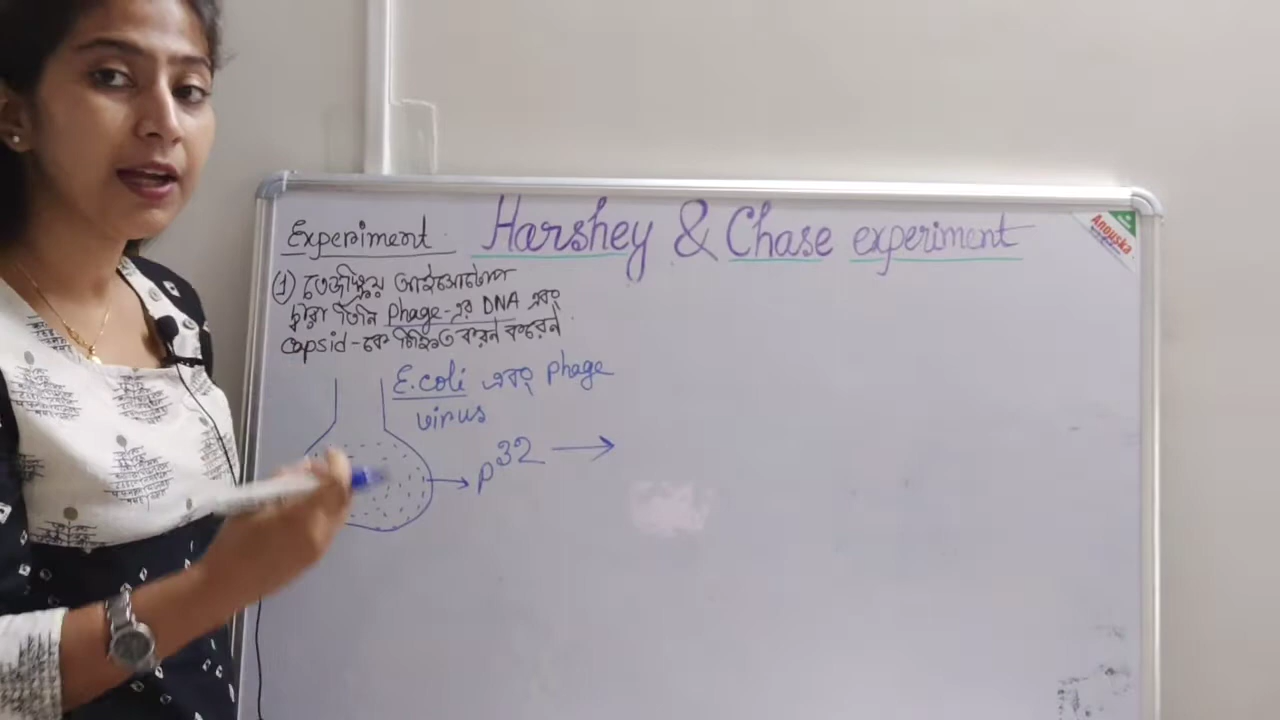 Harshey & Chase experiment
Anouska
Experiment
(1) তেজস্ক্রিয় আইসোটোপ
দ্বারা তিনি Phage-এর DNA এবং
Capsid-কে চিহ্নিত করন করেন
E.coli এবং phage
virus
P32